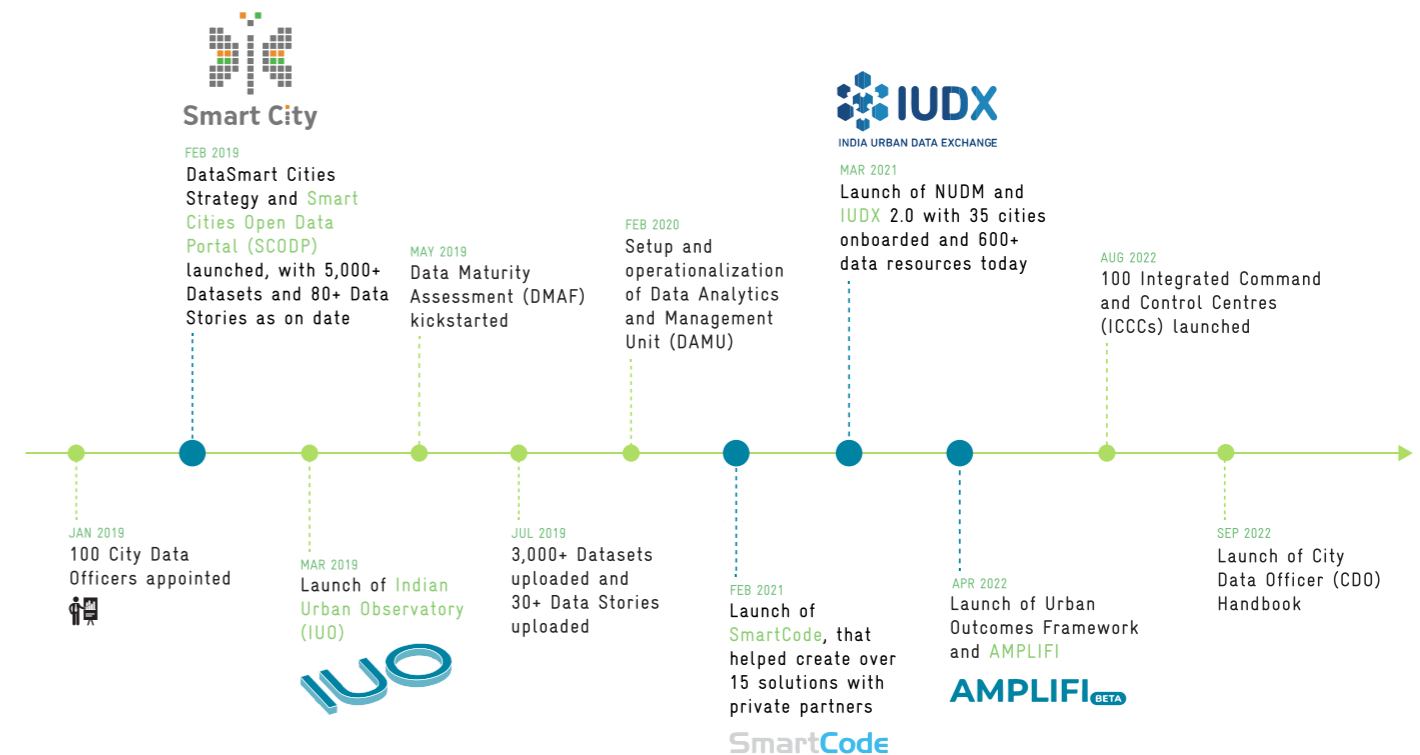 Smart City
FEB 2019
DataSmart Cities
Strategy and Smart
Cities Open Data
Portal (SCODP)
launched, with 5,000+
Datasets and 80+ Data
Stories as on date
MAY 2019
Data Maturity
Assessment (DMAF)
kickstarted
FEB 2020
Setup and
operationalization
of Data Analytics
and Management
Unit (DAMU)
IUDX
INDIA URBAN DATA EXCHANGE
MAR 2021
Launch of NUDM and
IUDX 2.0 with 35 cities
onboarded and 600+
data resources today
AUG 2022
100 Integrated Command
and Control Centres
(ICCCs) launched
JAN 2019
100 City Data
Officers appointed
MAR 2019
Launch of Indian
Urban Observatory
(IUO)
IUO
JUL 2019
3,000+ Datasets
uploaded and
30+ Data Stories
uploaded
FEB 2021
Launch of
SmartCode, that
helped create over
15 solutions with
private partners
SmartCode
APR 2022
Launch of Urban
Outcomes Framework
and AMPLIFI
AMPLIFI BETA
SEP 2022
Launch of City
Data Officer (CDO)
Handbook